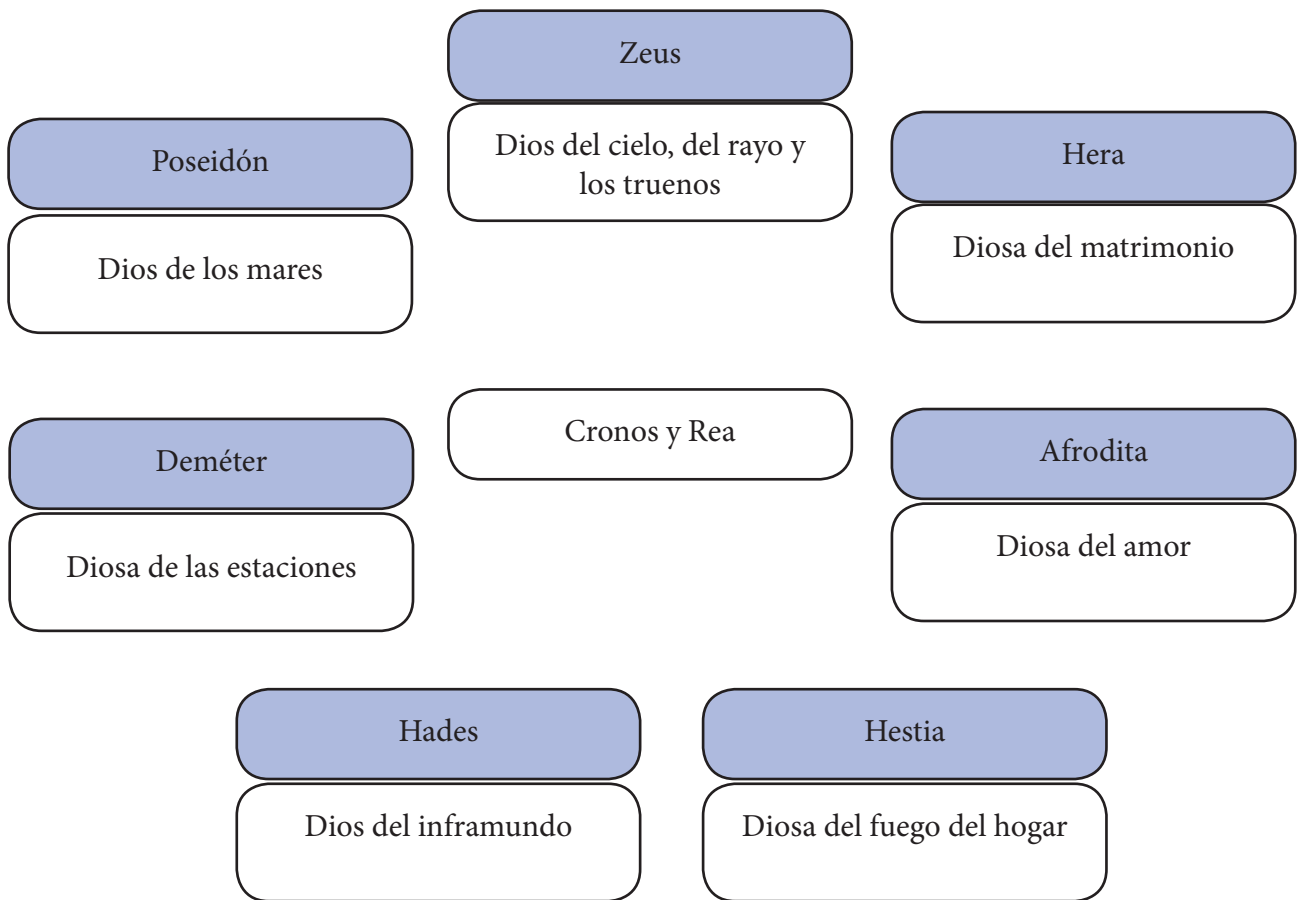 Zeus
Dios del cielo, del rayo y
los truenos
Poseidón
Dios de los mares
Hera
Diosa del matrimonio
Cronos y Rea
Deméter
Diosa de las estaciones
Afrodita
Diosa del amor
Hades
Dios del inframundo
Hestia
Diosa del fuego del hogar